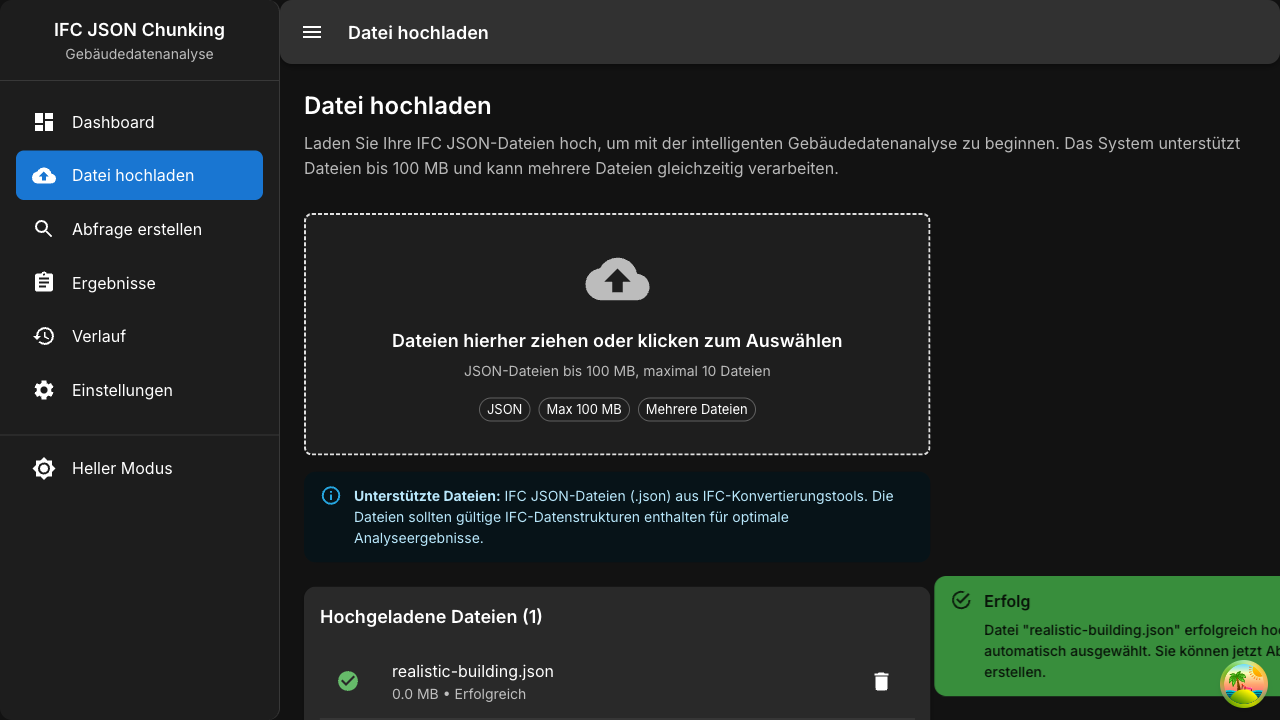 IFC JSON Chunking
Gebäudedatenanalyse
Dashboard
Datei hochladen
Abfrage erstellen
Ergebnisse
Verlauf
Einstellungen
Heller Modus
Datei hochladen
Datei hochladen
Laden Sie Ihre IFC JSON-Dateien hoch, um mit der intelligenten Gebäudedatenanalyse zu beginnen. Das System unterstützt
Dateien bis 100 MB und kann mehrere Dateien gleichzeitig verarbeiten.
Dateien hierher ziehen oder klicken zum Auswählen
JSON-Dateien bis 100 MB, maximal 10 Dateien
JSON
Max 100 MB
Mehrere Dateien
Unterstützte Dateien: IFC JSON-Dateien (.json) aus IFC-Konvertierungstools. Die
Dateien sollten gültige IFC-Datenstrukturen enthalten für optimale
Analyseergebnisse.
Hochgeladene Dateien (1)
realistic-building.json
0.0 MB • Erfolgreich
Erfolg
Datei "realistic-building.json" erfolgreich
automatisch ausgewählt. Sie können jetzt
erstellen.